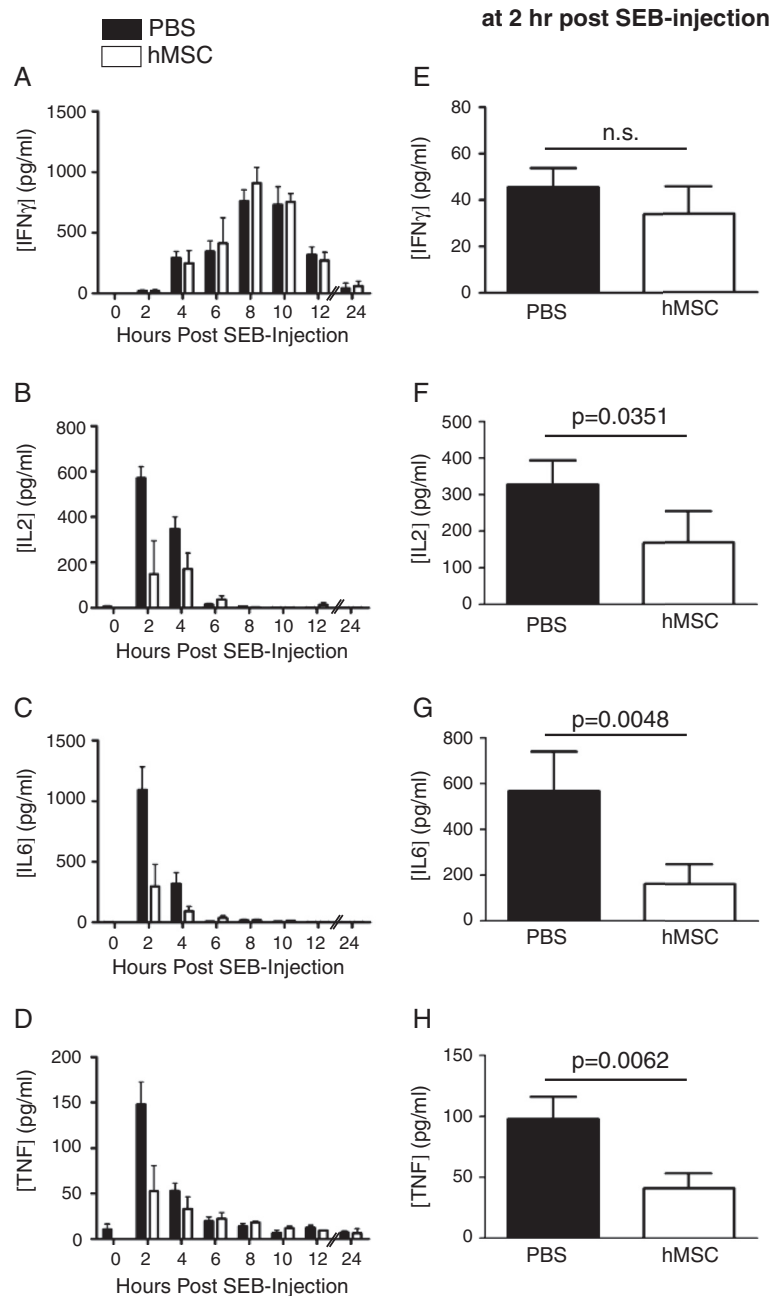 PBS
hMSC
at 2 hr post SEB-injection
A
[IFNγ] (pg/ml)
1500
1000
500
0
0 2 4 6 8 10 12 24
Hours Post SEB-Injection
E
[IFNγ] (pg/ml)
80
60
40
20
0
n.s.
PBS hMSC
B
[IL2] (pg/ml)
800
600
400
200
0
0 2 4 6 8 10 12 24
Hours Post SEB-Injection
F
[IL2] (pg/ml)
500
400
300
200
100
0
p=0.0351
PBS hMSC
C
[IL6] (pg/ml)
1500
1000
500
0
0 2 4 6 8 10 12 24
Hours Post SEB-Injection
G
[IL6] (pg/ml)
800
600
400
200
0
p=0.0048
PBS hMSC
D
[TNF] (pg/ml)
200
150
100
50
0
0 2 4 6 8 10 12 24
Hours Post SEB-Injection
H
[TNF] (pg/ml)
150
100
50
0
p=0.0062
PBS hMSC